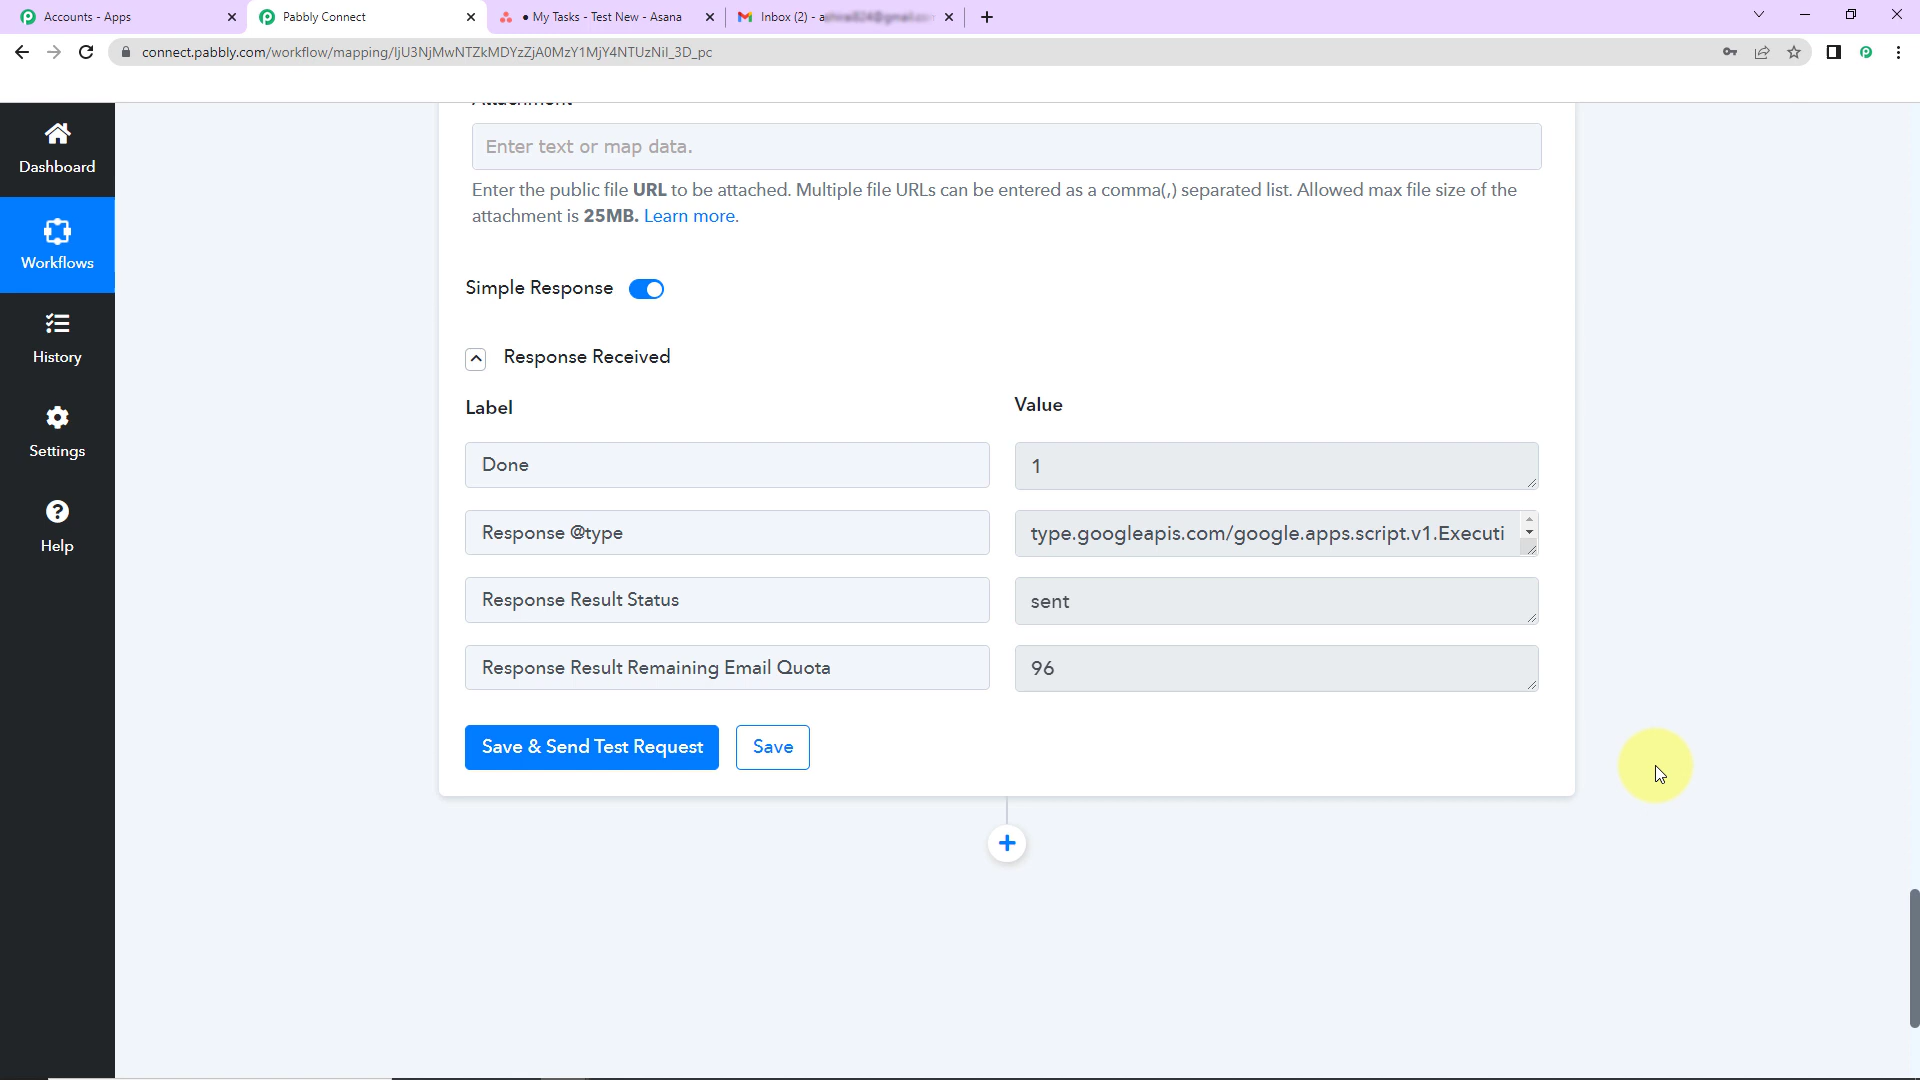 Accounts - Apps
Pabbly Connect
• My Tasks - Test New - Asana
Inbox (2) -
connect.pabbly.com/workflow/mapping/IjU3NjMwNTZkMDYzZjA0MzY1MjY4NTUzNiI_3D_pc
Dashboard
Workflows
History
Settings
Help
Attachment
Enter text or map data.
Enter the public file URL to be attached. Multiple file URLs can be entered as a comma(,) separated list. Allowed max file size of the
attachment is 25MB. Learn more.
Simple Response
Response Received
Label
Value
Done
1
Response @type
type.googleapis.com/google.apps.script.v1.Executi
Response Result Status
sent
Response Result Remaining Email Quota
96
Save & Send Test Request
Save